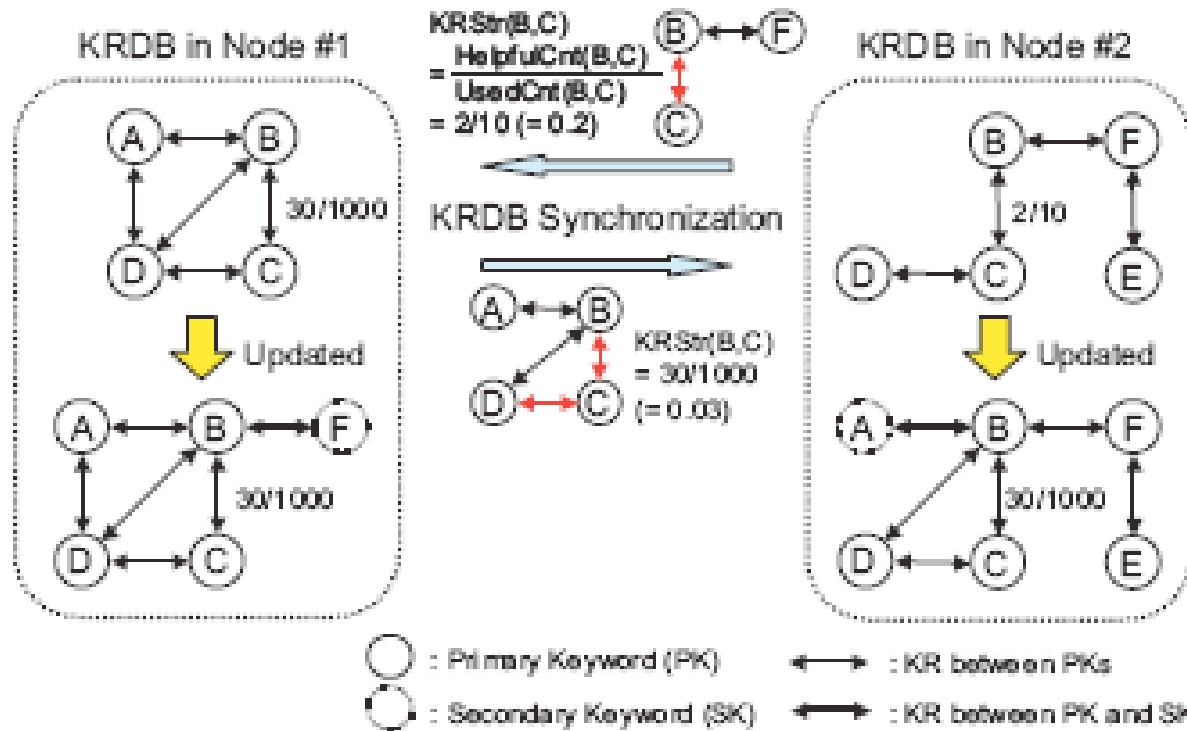 KRDB in Node #1
A
B
30/1000
D
C
Updated
A
B
F
30/1000
D
C
KRStr(B,C)
= HelpfulCnt(B,C)
UsedCnt(B,C)
= 2/10 (= 0.2)
B
F
C
KRDB Synchronization
A
B
D
C
KRStr(B,C)
= 30/1000
(= 0.03)
KRDB in Node #2
B
F
2/10
D
C
E
Updated
A
B
F
30/1000
D
C
E
: Primary Keyword (PK)
: KR between PKs
: Secondary Keyword (SK)
: KR between PK and SK